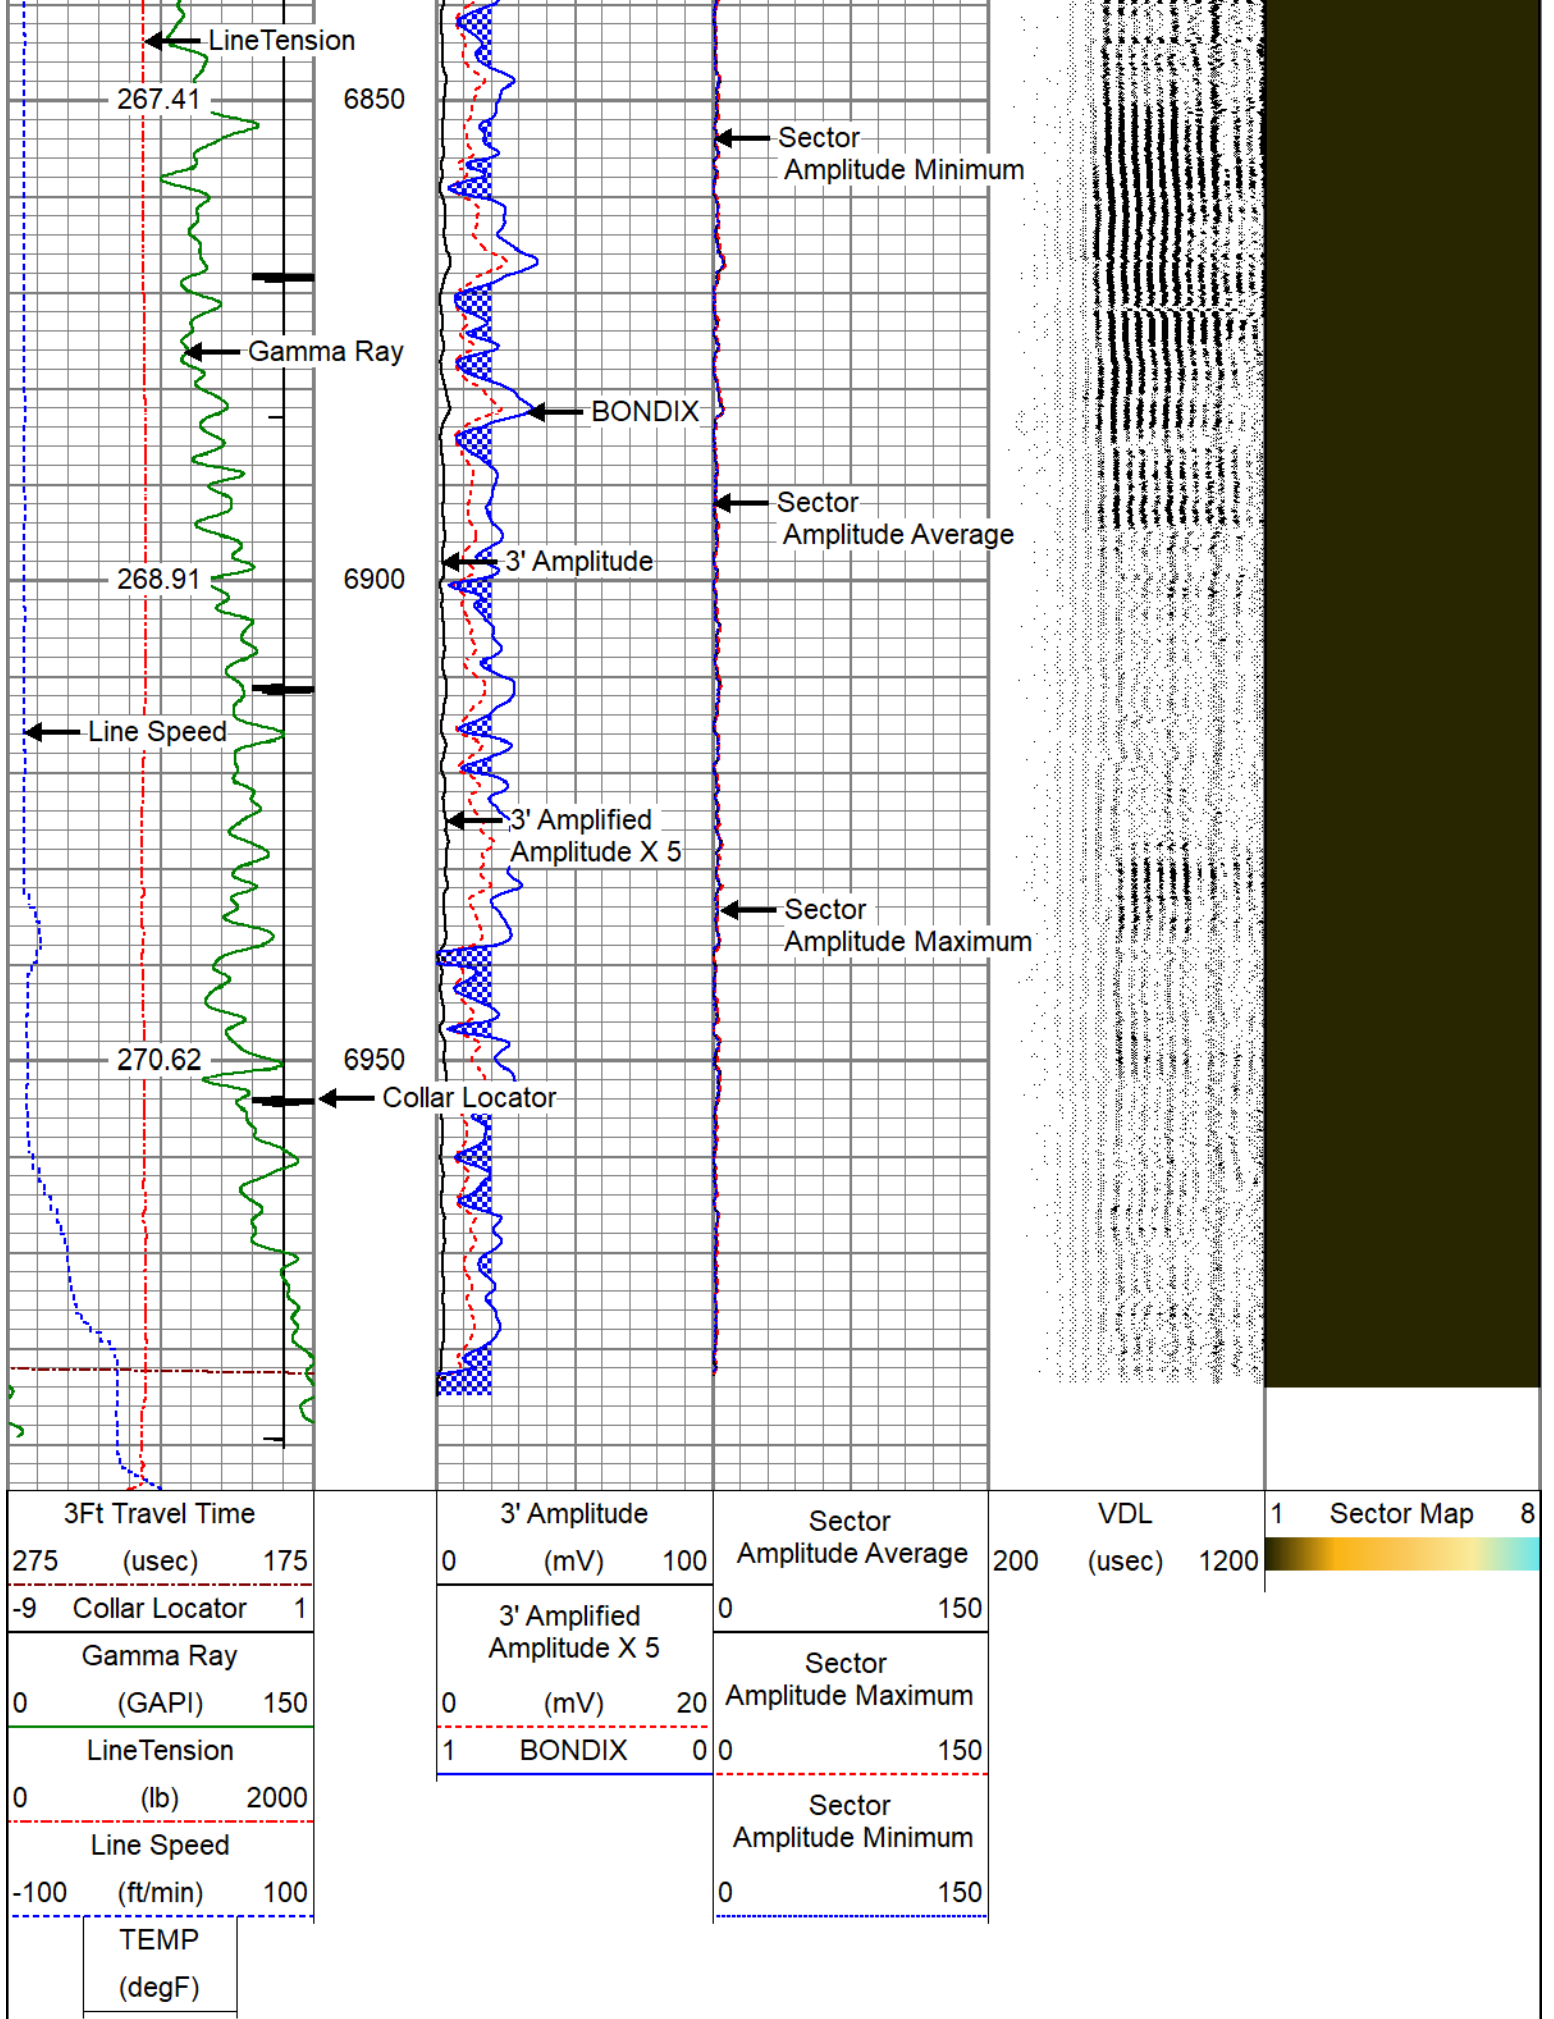 LineTension
267.41
6850
Sector
Amplitude Minimum
Gamma Ray
BONDIX
Sector
Amplitude Average
3' Amplitude
268.91
6900
Line Speed
3' Amplified
Amplitude X 5
Sector
Amplitude Maximum
270.62
6950
Collar Locator
3Ft Travel Time
275 (usec) 175
-9 Collar Locator 1
Gamma Ray
0 (GAPI) 150
LineTension
0 (lb) 2000
Line Speed
-100 (ft/min) 100
TEMP
(degF)
3' Amplitude
0 (mV) 100
3' Amplified
Amplitude X 5
0 (mV) 20
1 BONDIX 0
Sector
Amplitude Average
0 150
Sector
Amplitude Maximum
0 150
Sector
Amplitude Minimum
0 150
VDL
200 (usec) 1200
1 Sector Map 8